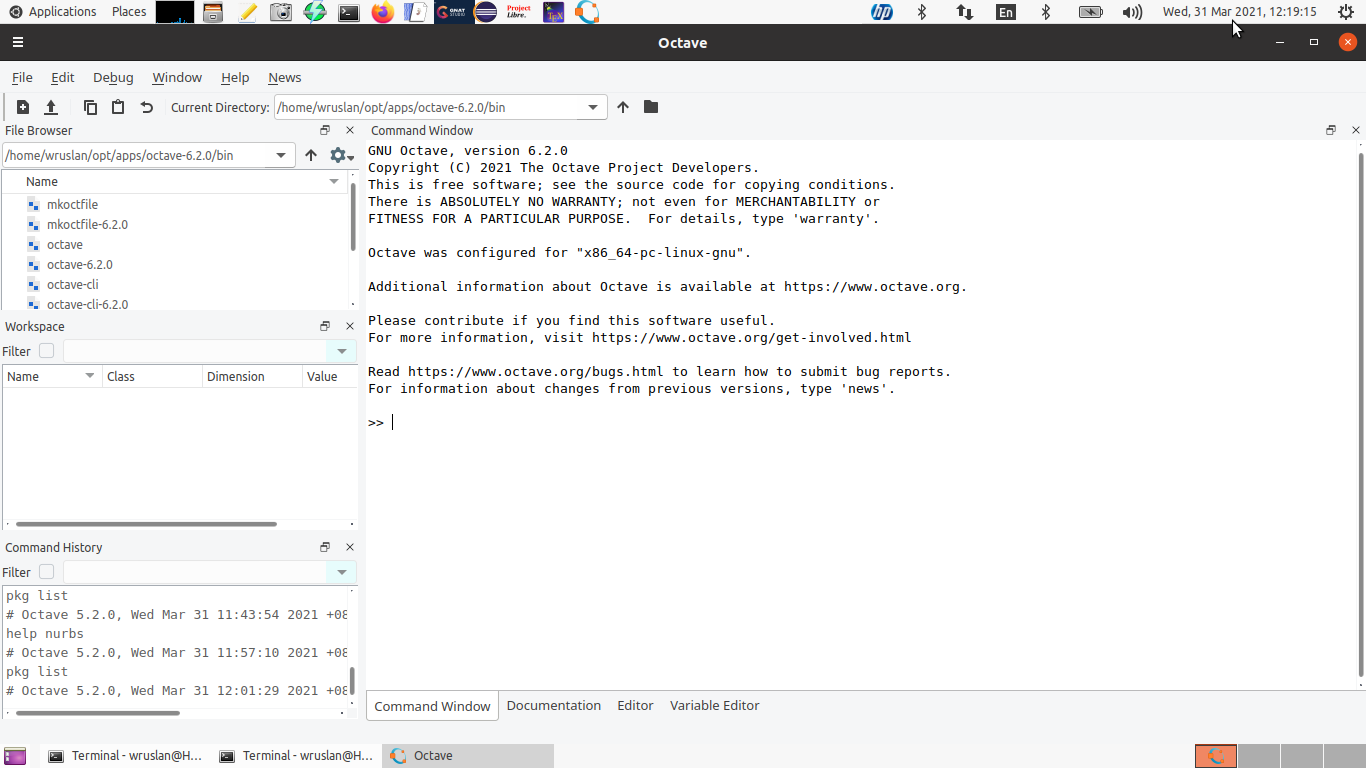 Applications Places En Wed, 31 Mar 2021, 12:19:15
GNAT
STUDIO
Project
Libre.
Octave
File Edit Debug Window Help News
Current Directory: /home/wruslan/opt/apps/octave-6.2.0/bin
File Browser
/home/wruslan/opt/apps/octave-6.2.0/bin
Name
mkoctfile
mkoctfile-6.2.0
octave
octave-6.2.0
octave-cli
octave-cli-6.2.0
Workspace
Filter
Name Class Dimension Value
Command History
Filter
pkg list
# Octave 5.2.0, Wed Mar 31 11:43:54 2021 +08
help nurbs
# Octave 5.2.0, Wed Mar 31 11:57:10 2021 +08
pkg list
# Octave 5.2.0, Wed Mar 31 12:01:29 2021 +08
Command Window
GNU Octave, version 6.2.0
Copyright (C) 2021 The Octave Project Developers.
This is free software; see the source code for copying conditions.
There is ABSOLUTELY NO WARRANTY; not even for MERCHANTABILITY or
FITNESS FOR A PARTICULAR PURPOSE.  For details, type 'warranty'.
Octave was configured for "x86_64-pc-linux-gnu".
Additional information about Octave is available at https://www.octave.org.
Please contribute if you find this software useful.
For more information, visit https://www.octave.org/get-involved.html
Read https://www.octave.org/bugs.html to learn how to submit bug reports.
For information about changes from previous versions, type 'news'.
>>
Command Window Documentation Editor Variable Editor
Terminal - wruslan@H... Terminal - wruslan@H... Octave